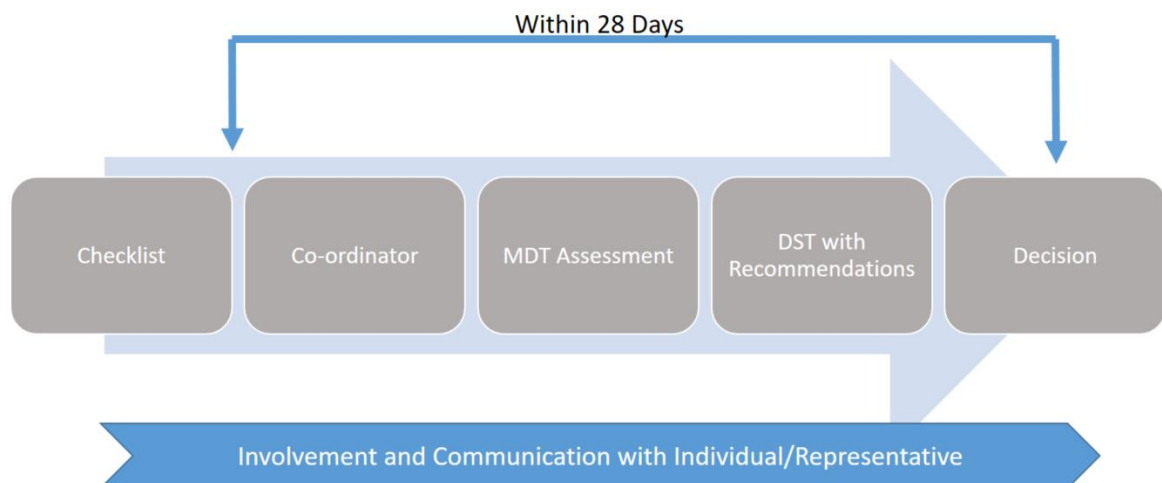 Within 28 Days
Checklist
Co-ordinator
MDT Assessment
DST with
Recommendations
Decision
Involvement and Communication with Individual/Representative